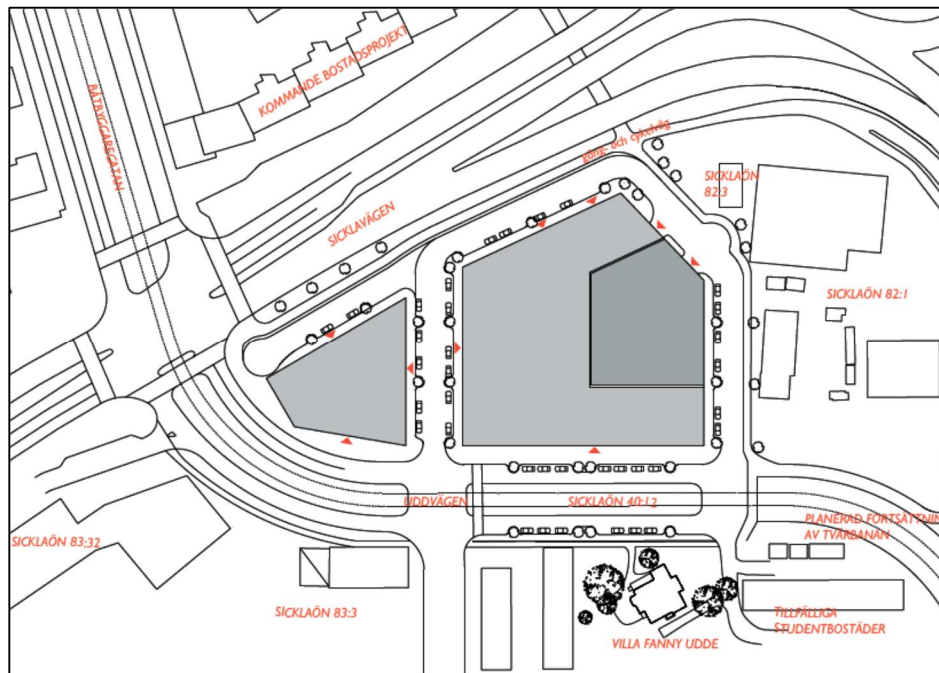 KOMMANDE BOSTADSPROJEKT
BÅTBYGGAREGATAN
gång- och cykelväg
SICKLAÖN
82:3
SICKLAVÄGEN
SICKLAÖN 82:1
UDDVÄGEN
SICKLAÖN 40:12
PLANERAD FORTSÄTTNIN
AV TVÄRBANAN
SICKLAÖN 83:32
SICKLAÖN 83:3
TILLFÄLLIGA
STUDENTBOSTÄDER
VILLA FANNY UDDE